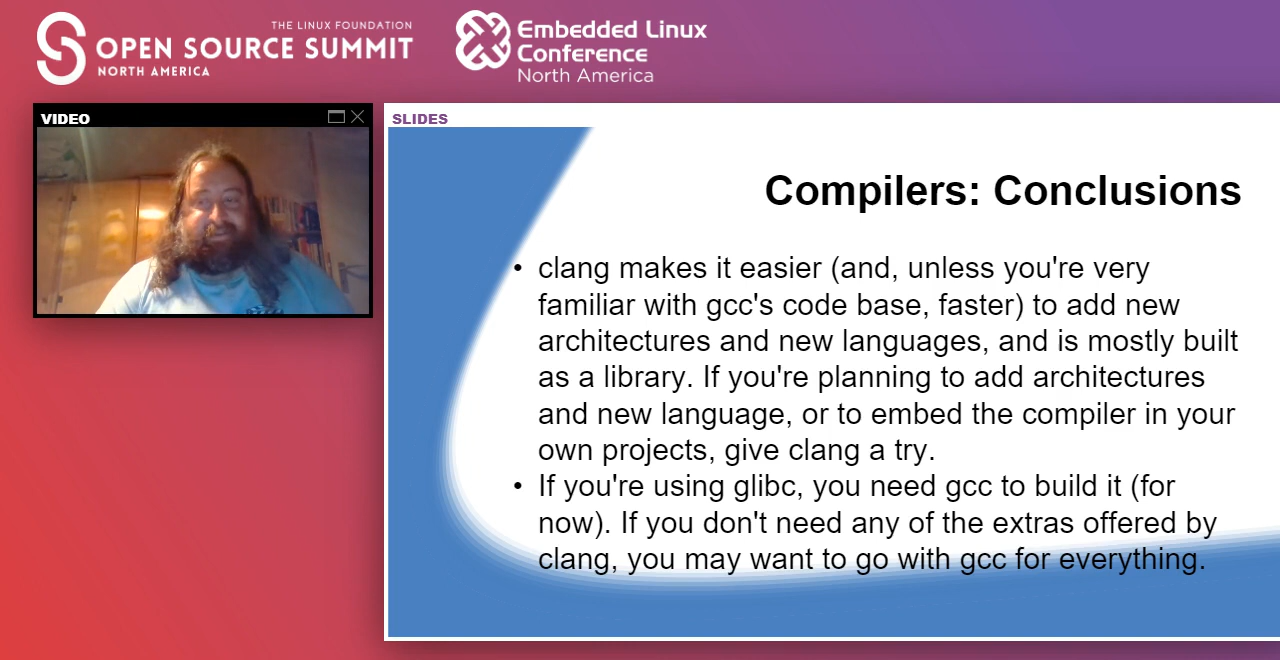 THE LINUX FOUNDATION
OPEN SOURCE SUMMIT
NORTH AMERICA
Embedded Linux
Conference
North America
VIDEO
SLIDES
Compilers: Conclusions
• clang makes it easier (and, unless you're very
familiar with gcc's code base, faster) to add new
architectures and new languages, and is mostly built
as a library. If you're planning to add architectures
and new language, or to embed the compiler in your
own projects, give clang a try.
• If you're using glibc, you need gcc to build it (for
now). If you don't need any of the extras offered by
clang, you may want to go with gcc for everything.